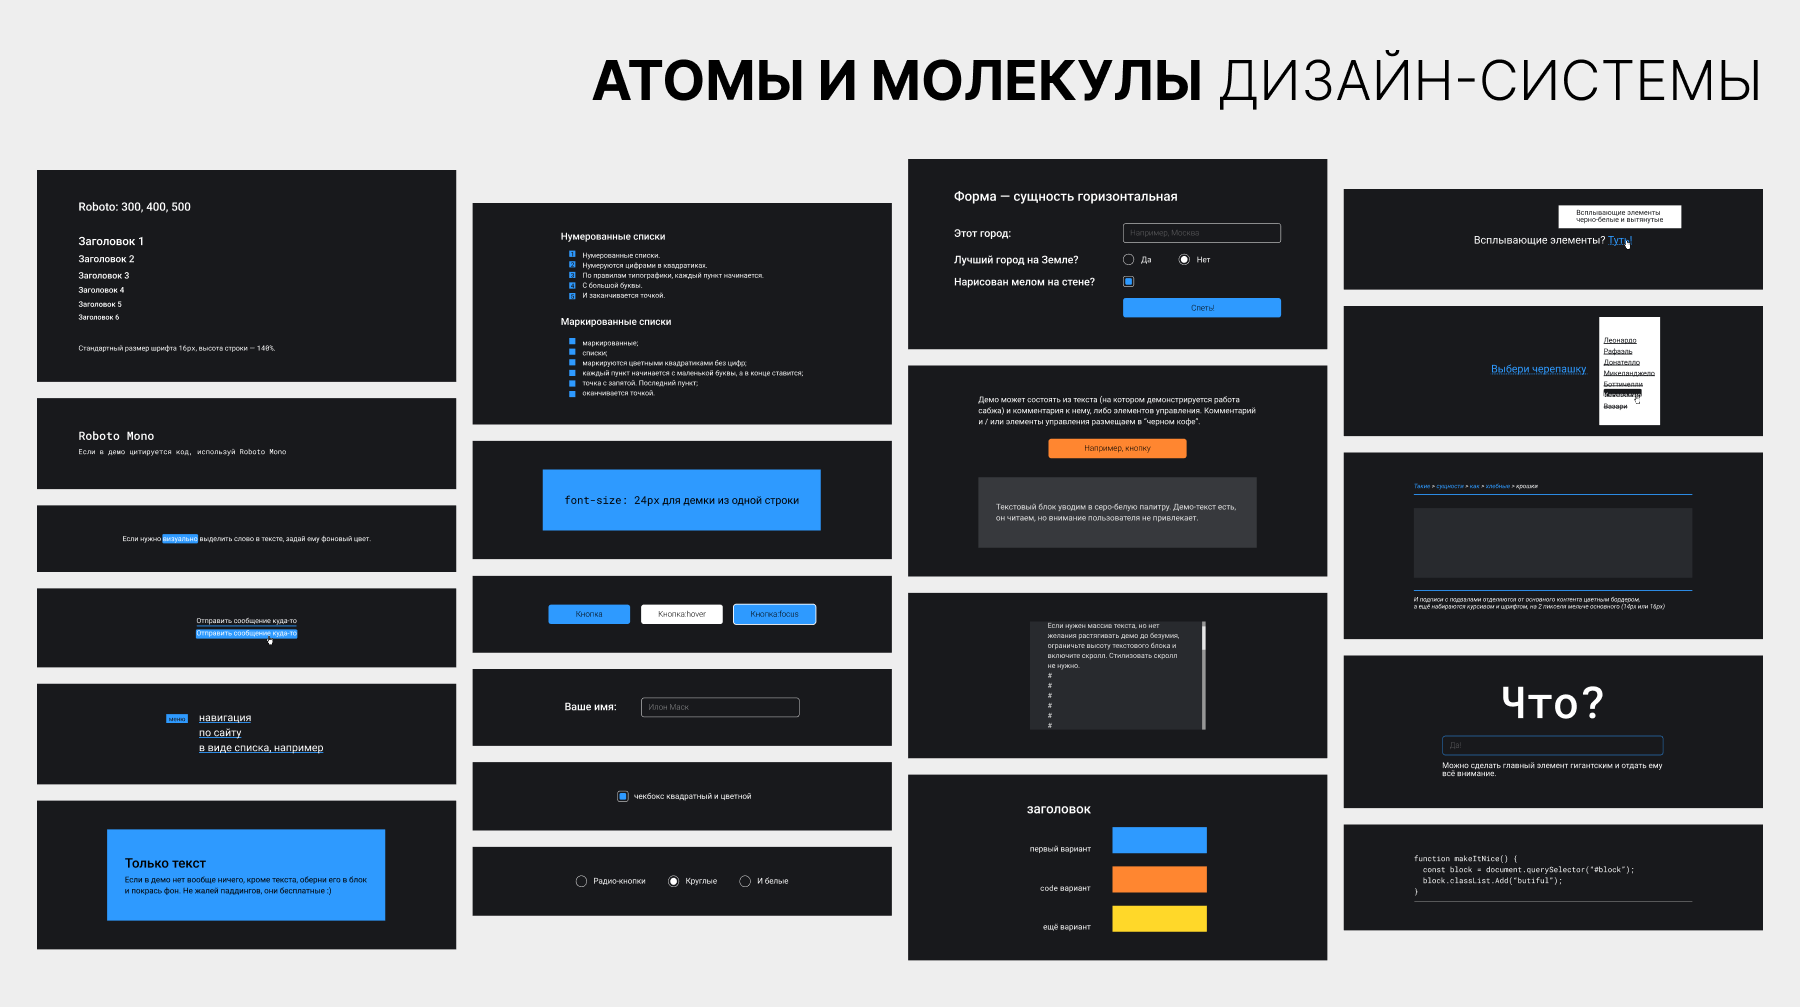 АТОМЫ И МОЛЕКУЛЫ ДИЗАЙН-СИСТЕМЫ
Roboto: 300, 400, 500
Заголовок 1
Заголовок 2
Заголовок 3
Заголовок 4
Заголовок 5
Заголовок 6
Стандартный размер шрифта 16px, высота строки — 140%.
Roboto Mono
Если в демо цитируется код, используй Roboto Mono
Если нужно визуально выделить слово в тексте, задай ему фоновый цвет.
Отправить сообщение куда-то
Отправить сообщение куда-то
меню
навигация
по сайту
в виде списка, например
Только текст
Если в демо нет вообще ничего, кроме текста, оберни его в блок
и покрась фон. Не жалей паддингов, они бесплатные :)
Нумерованные списки
1 Нумерованные списки.
2 Нумеруются цифрами в квадратиках.
3 По правилам типографики, каждый пункт начинается.
4 С большой буквы.
5 И заканчивается точкой.
Маркированные списки
маркированные;
списки;
маркируются цветными квадратиками без цифр;
каждый пункт начинается с маленькой буквы, а в конце ставится;
точка с запятой. Последний пункт;
оканчивается точкой.
font-size: 24px для демки из одной строки
Кнопка
Кнопка:hover
Кнопка:focus
Ваше имя:
Илон Маск
чекбокс квадратный и цветной
Радио-кнопки
Круглые
И белые
Форма — сущность горизонтальная
Этот город:
Например, Москва
Лучший город на Земле?
Да
Нет
Нарисован мелом на стене?
Спеть!
Демо может состоять из текста (на котором демонстрируется работа
сабжа) и комментария к нему, либо элементов управления. Комментарий
и / или элементы управления размещаем в "черном кофе".
Например, кнопку
Текстовый блок уводим в серо-белую палитру. Демо-текст есть,
он читаем, но внимание пользователя не привлекает.
Если нужен массив текста, но нет
желания растягивать демо до безумия,
ограничьте высоту текстового блока и
включите скролл. Стилизовать скролл
не нужно.
#
#
#
#
#
#
заголовок
первый вариант
code вариант
ещё вариант
Всплывающие элементы
черно-белые и вытянутые
Всплывающие элементы? Туть!
Выбери черепашку
Леонардо
Рафаэль
Донателло
Микеланджело
Боттичелли
Вазари
Такие > сущности > как > хлебные > крошки
И подписи с подвалами отделяются от основного контента цветным бордером,
а ещё набираются курсивом и шрифтом, на 2 пикселя мельче основного (14px или 16px)
Что?
Да!
Можно сделать главный элемент гигантским и отдать ему
всё внимание.
function makeItNice() {
const block = document.querySelector("#block");
block.classList.Add("butiful");
}